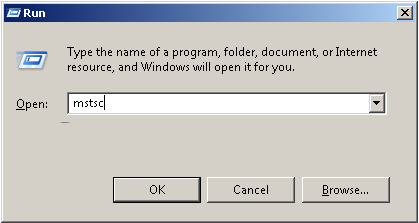 Run
Type the name of a program, folder, document, or Internet
resource, and Windows will open it for you.
Open: mstsc
OK Cancel Browse...